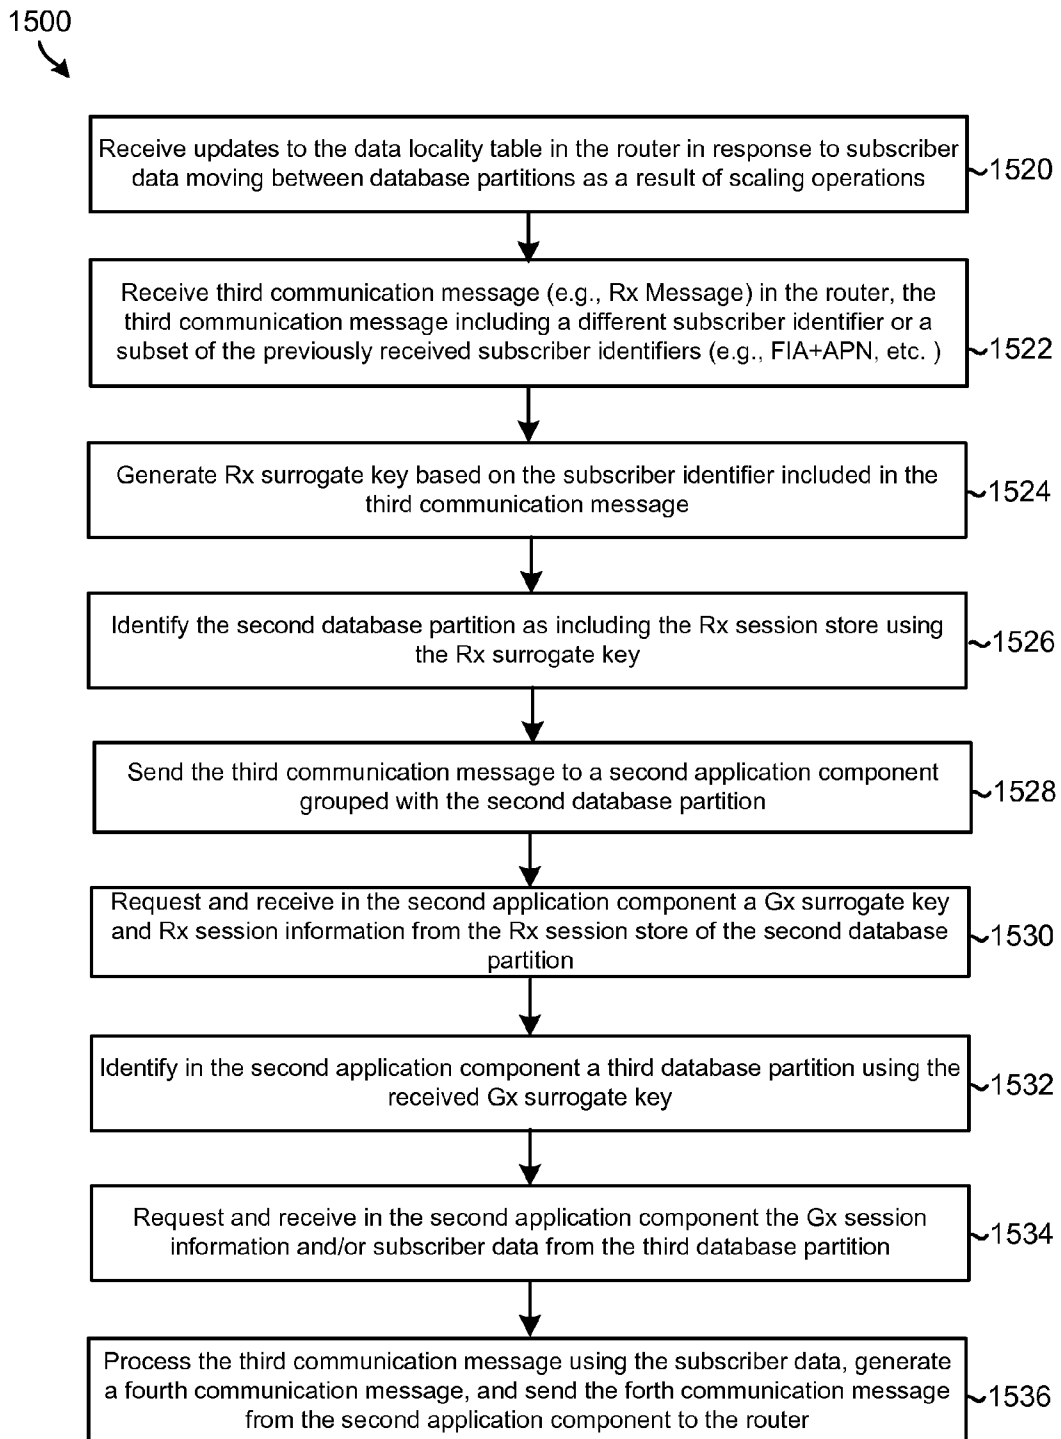 1500
Receive updates to the data locality table in the router in response to subscriber
data moving between database partitions as a result of scaling operations
1520
Receive third communication message (e.g., Rx Message) in the router, the
third communication message including a different subscriber identifier or a
subset of the previously received subscriber identifiers (e.g., FIA+APN, etc. )
1522
Generate Rx surrogate key based on the subscriber identifier included in the
third communication message
1524
Identify the second database partition as including the Rx session store using
the Rx surrogate key
1526
Send the third communication message to a second application component
grouped with the second database partition
1528
Request and receive in the second application component a Gx surrogate key
and Rx session information from the Rx session store of the second database
partition
1530
Identify in the second application component a third database partition using the
received Gx surrogate key
1532
Request and receive in the second application component the Gx session
information and/or subscriber data from the third database partition
1534
Process the third communication message using the subscriber data, generate
a fourth communication message, and send the forth communication message
from the second application component to the router
1536